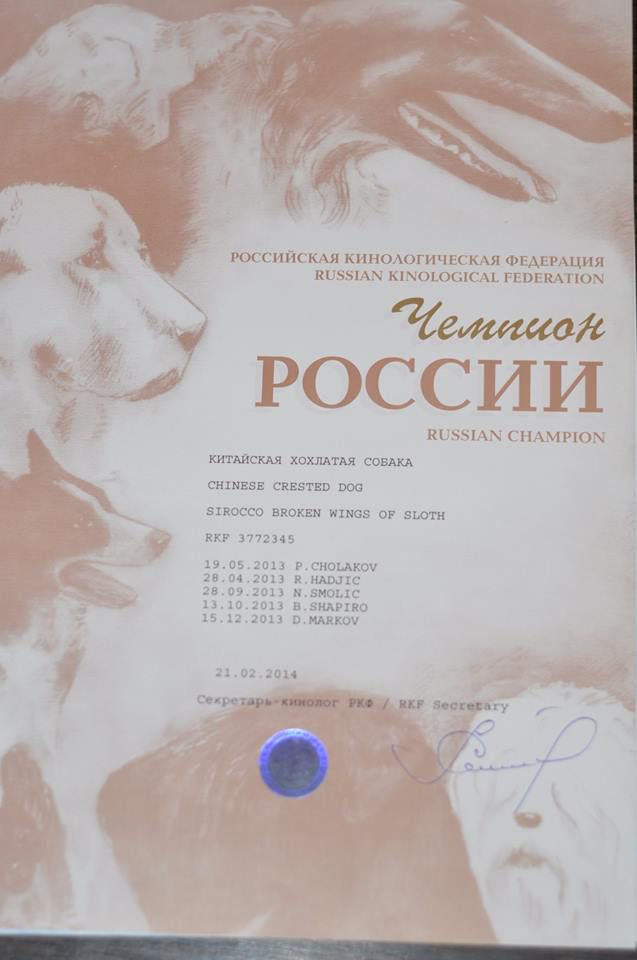 РОССИЙСКАЯ КИНОЛОГИЧЕСКАЯ ФЕДЕРАЦИЯ
RUSSIAN KINOLOGICAL FEDERATION
Чемпион
РОССИИ
RUSSIAN CHAMPION
КИТАЙСКАЯ ХОХЛАТАЯ СОБАКА
CHINESE CRESTED DOG
SIROCCO BROKEN WINGS OF SLOTH
RKF 3772345
19.05.2013 P.CHOLAKOV
28.04.2013 R.HADJIC
28.09.2013 N.SMOLIC
13.10.2013 B.SHAPIRO
15.12.2013 D.MARKOV
21.02.2014
Секретарь-кинолог РКФ / RKF Secretary